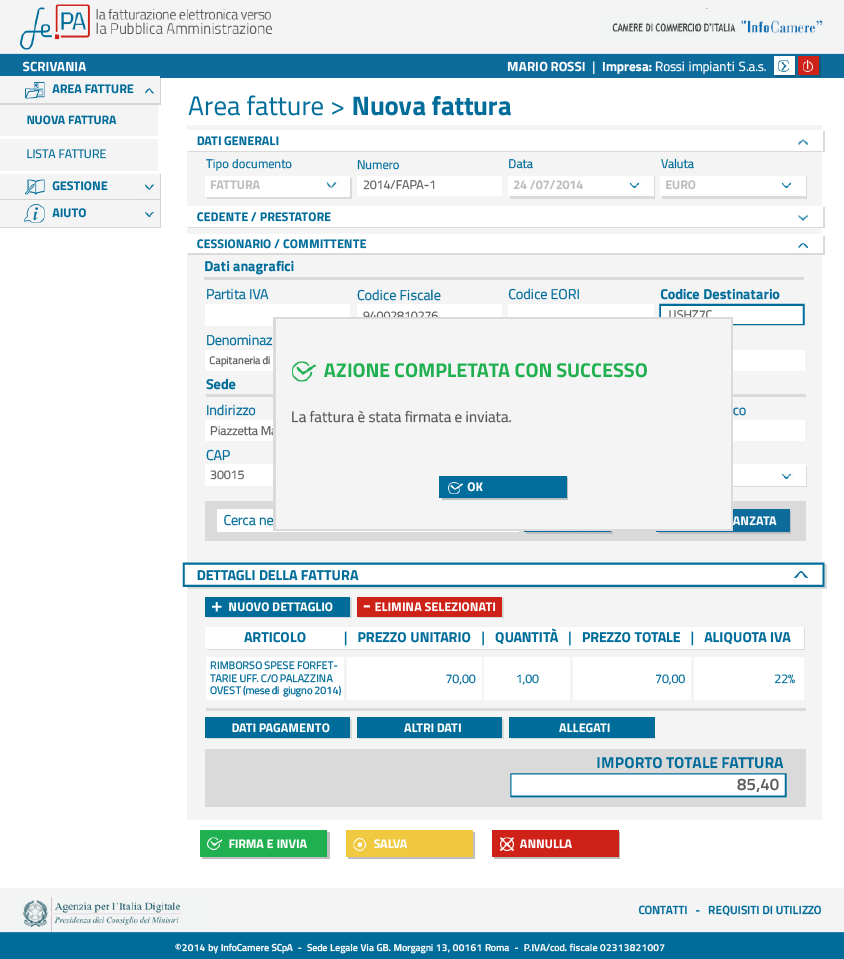 fePA la fatturazione elettronica verso
la Pubblica Amministrazione
CAMERE DI COMMERCIO D'ITALIA "InfoCamere"
SCRIVANIA
MARIO ROSSI | Impresa: Rossi impianti S.a.s.
AREA FATTURE
NUOVA FATTURA
LISTA FATTURE
GESTIONE
AIUTO
Area fatture > Nuova fattura
DATI GENERALI
Tipo documento Numero Data Valuta
FATTURA 2014/FAPA-1 24 /07/2014 EURO
CEDENTE / PRESTATORE
CESSIONARIO / COMMITTENTE
Dati anagrafici
Partita IVA Codice Fiscale Codice EORI Codice Destinatario
94002810276 USHZ7C
Denominaz
Capitaneria di
Sede
Indirizzo co
Piazzetta Ma
CAP
30015
Cerca ne ANZATA
AZIONE COMPLETATA CON SUCCESSO
La fattura è stata firmata e inviata.
OK
DETTAGLI DELLA FATTURA
+ NUOVO DETTAGLIO - ELIMINA SELEZIONATI
ARTICOLO | PREZZO UNITARIO | QUANTITÀ | PREZZO TOTALE | ALIQUOTA IVA
RIMBORSO SPESE FORFET-
TARIE UFF. C/O PALAZZINA
OVEST (mese di giugno 2014)
70,00 1,00 70,00 22%
DATI PAGAMENTO ALTRI DATI ALLEGATI
IMPORTO TOTALE FATTURA
85,40
FIRMA E INVIA SALVA ANNULLA
Agenzia per l'Italia Digitale
Presidenza del Consiglio dei Ministri
CONTATTI - REQUISITI DI UTILIZZO
©2014 by InfoCamere SCpA - Sede Legale Via GB. Morgagni 13, 00161 Roma - P.IVA/cod. fiscale 02313821007